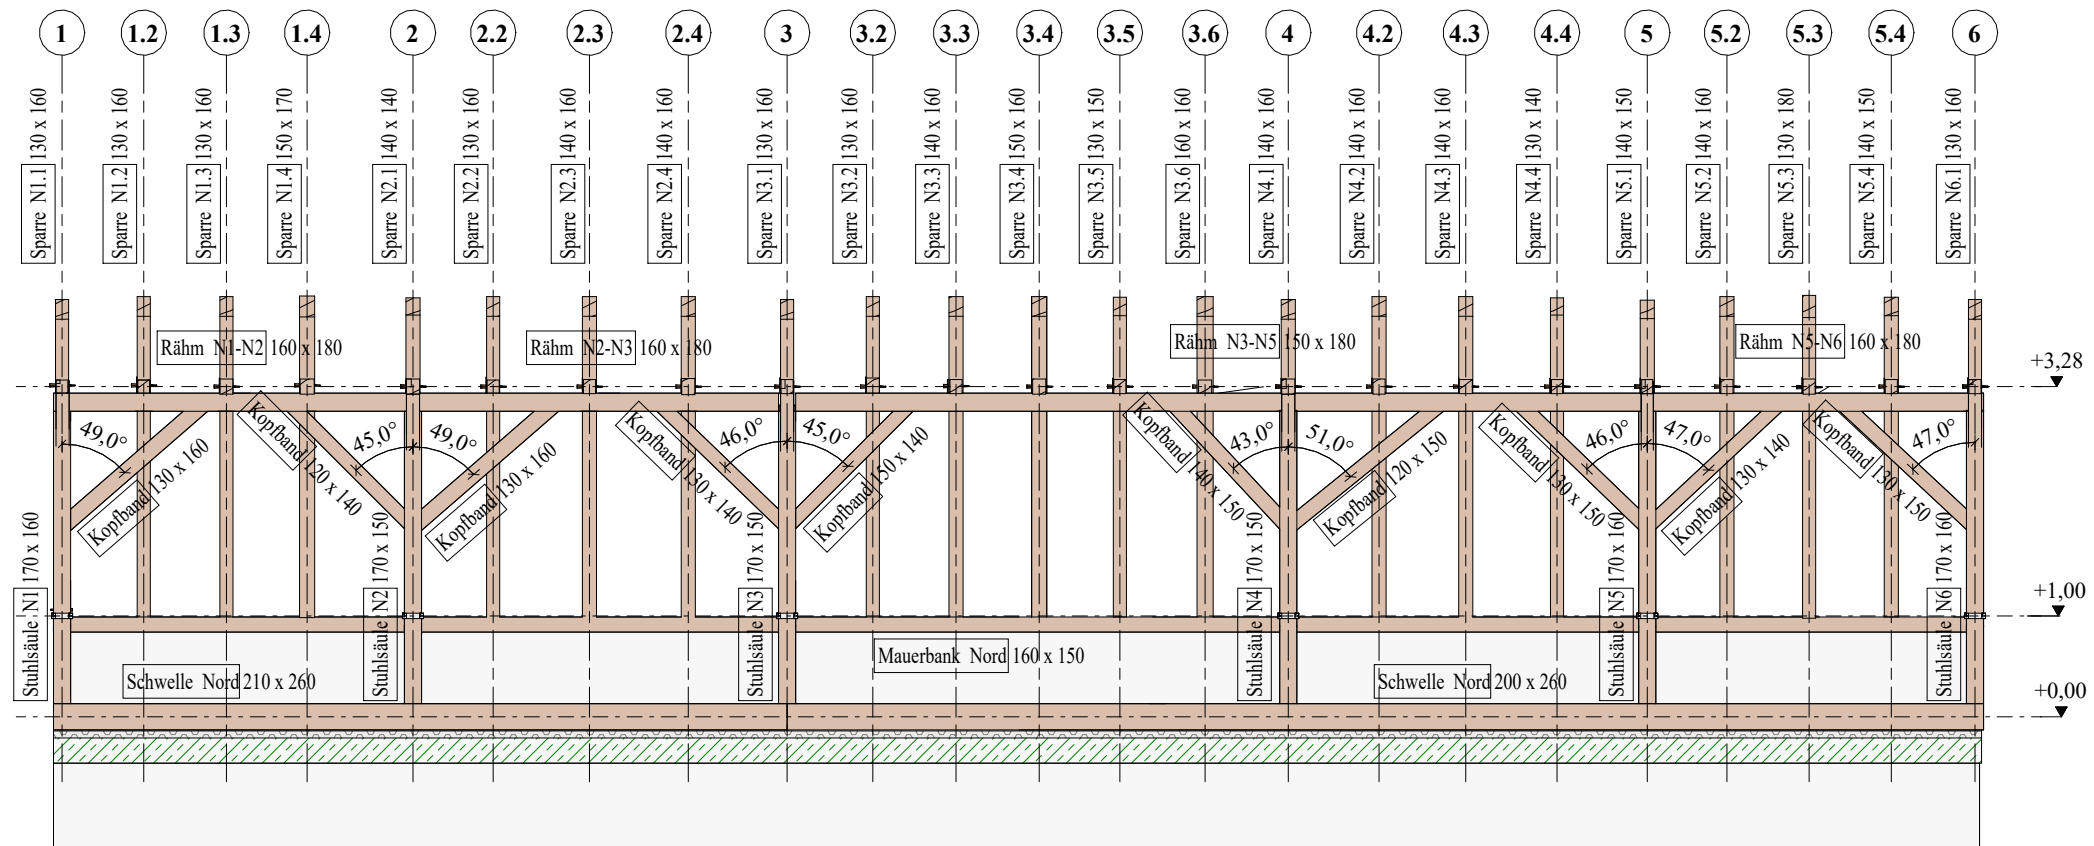 1 1.2 1.3 1.4 2 2.2 2.3 2.4 3 3.2 3.3 3.4 3.5 3.6 4 4.2 4.3 4.4 5 5.2 5.3 5.4 6
Sparre N1.1 130 x 160
Sparre N1.2 130 x 160
Sparre N1.3 130 x 160
Sparre N1.4 150 x 170
Sparre N2.1 140 x 140
Sparre N2.2 130 x 160
Sparre N2.3 140 x 160
Sparre N2.4 140 x 160
Sparre N3.1 130 x 160
Sparre N3.2 130 x 160
Sparre N3.3 140 x 160
Sparre N3.4 150 x 160
Sparre N3.5 130 x 150
Sparre N3.6 160 x 160
Sparre N4.1 140 x 160
Sparre N4.2 140 x 160
Sparre N4.3 140 x 160
Sparre N4.4 130 x 140
Sparre N5.1 140 x 150
Sparre N5.2 140 x 160
Sparre N5.3 130 x 180
Sparre N5.4 140 x 150
Sparre N6.1 130 x 160
Rähm N1-N2 160 x 180
Rähm N2-N3 160 x 180
Rähm N3-N5 150 x 180
Rähm N5-N6 160 x 180
+3,28
49,0°
45,0°
49,0°
46,0°
45,0°
43,0°
51,0°
46,0°
47,0°
47,0°
Kopfband 130 x 160
Kopfband 120 x 140
Kopfband 130 x 160
Kopfband 130 x 140
Kopfband 150 x 140
Kopfband 140 x 150
Kopfband 120 x 150
Kopfband 130 x 150
Kopfband 130 x 140
Kopfband 130 x 150
Stuhlsäule N1 170 x 160
Stuhlsäule N2 170 x 150
Stuhlsäule N3 170 x 150
Stuhlsäule N4 170 x 150
Stuhlsäule N5 170 x 160
Stuhlsäule N6 170 x 160
+1,00
Mauerbank Nord 160 x 150
Schwelle Nord 210 x 260
Schwelle Nord 200 x 260
+0,00